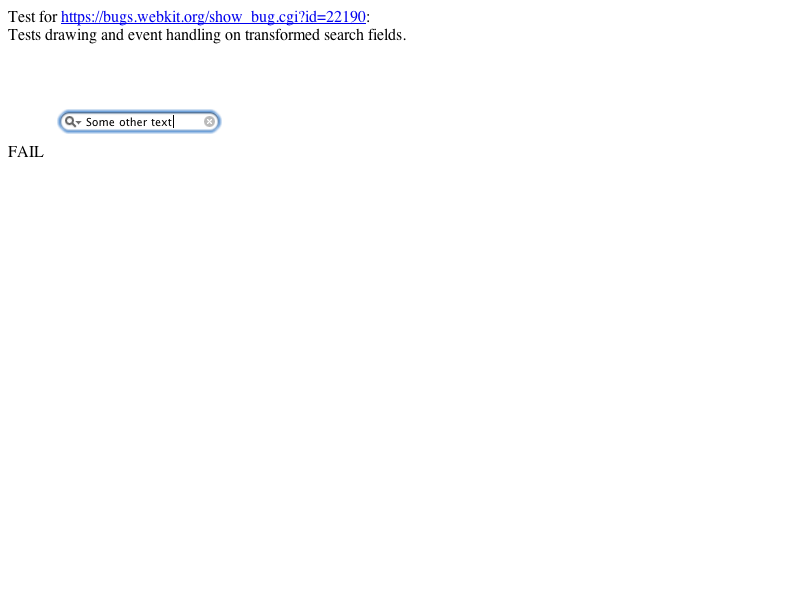 Test for https://bugs.webkit.org/show_bug.cgi?id=22190:
Tests drawing and event handling on transformed search fields.
Some other text
FAIL